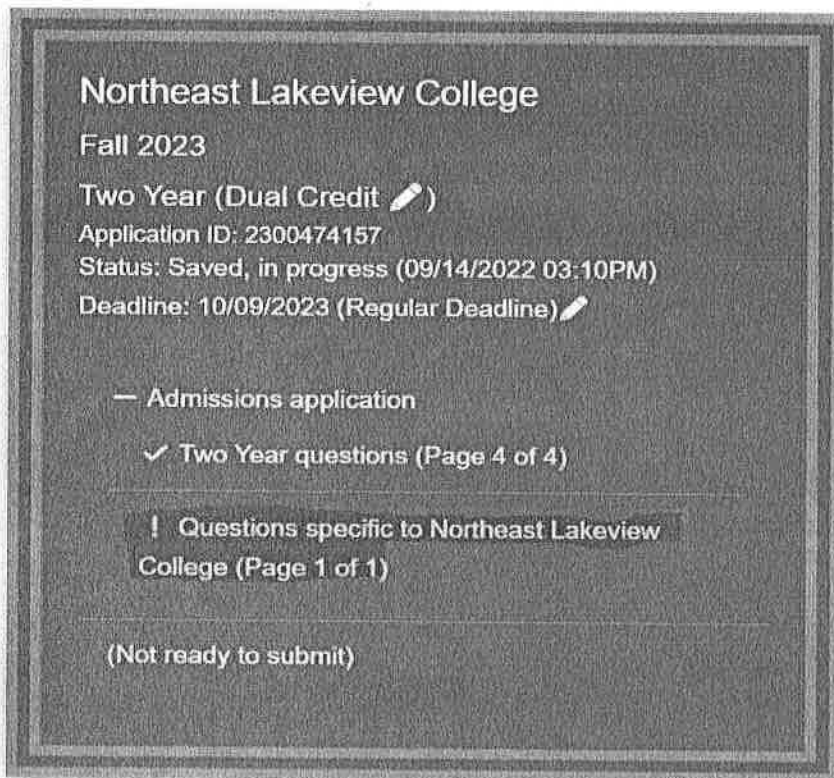 Northeast Lakeview College
Fall 2023
Two Year (Dual Credit )
Application ID: 2300474157
Status: Saved, in progress (09/14/2022 03:10PM)
Deadline: 10/09/2023 (Regular Deadline)
— Admissions application
✓ Two Year questions (Page 4 of 4)
! Questions specific to Northeast Lakeview
College (Page 1 of 1)
(Not ready to submit)